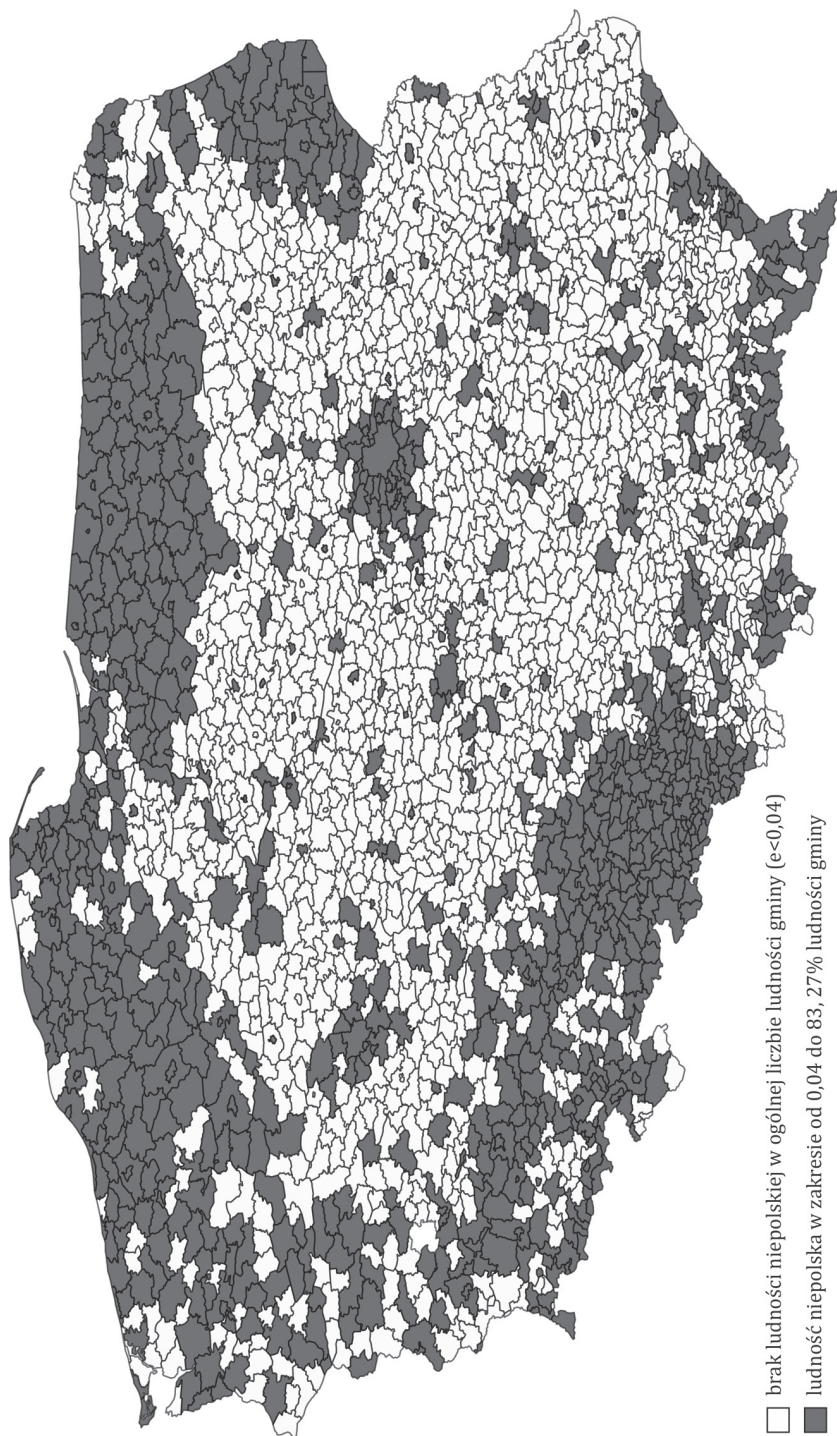 brak ludności niepolskiej w ogólnej liczbie ludności gminy (e<0,04)
ludność niepolska w zakresie od 0,04 do 83, 27% ludności gminy